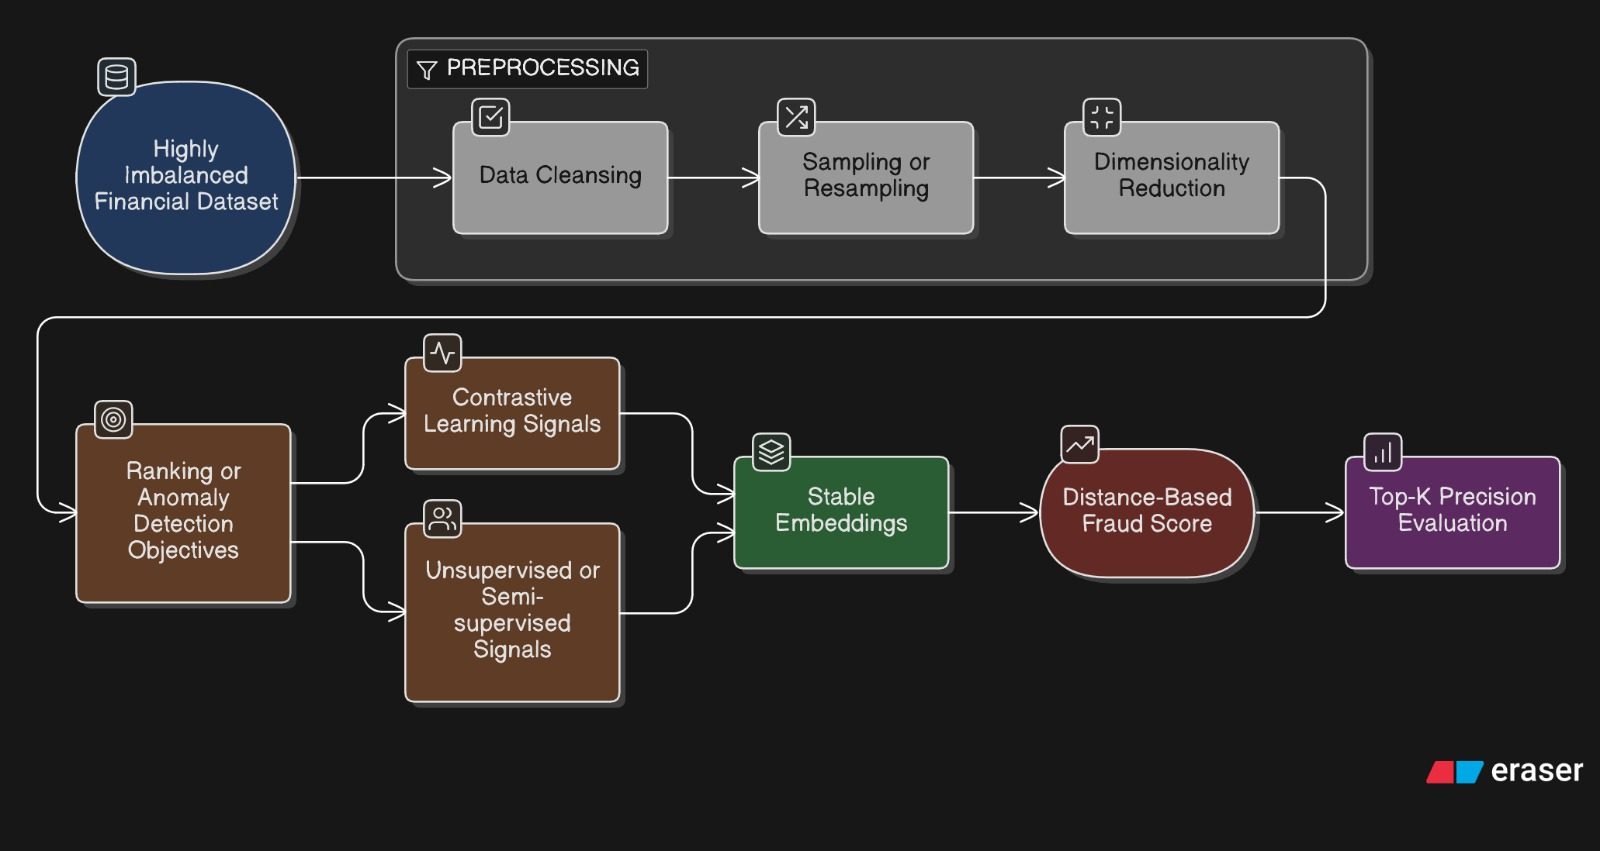 PREPROCESSING
Highly
Imbalanced
Financial Dataset
Data Cleansing
Sampling or
Resampling
Dimensionality
Reduction
Ranking or
Anomaly
Detection
Objectives
Contrastive
Learning Signals
Unsupervised or
Semi-
supervised
Signals
Stable
Embeddings
Distance-Based
Fraud Score
Top-K Precision
Evaluation
eraser